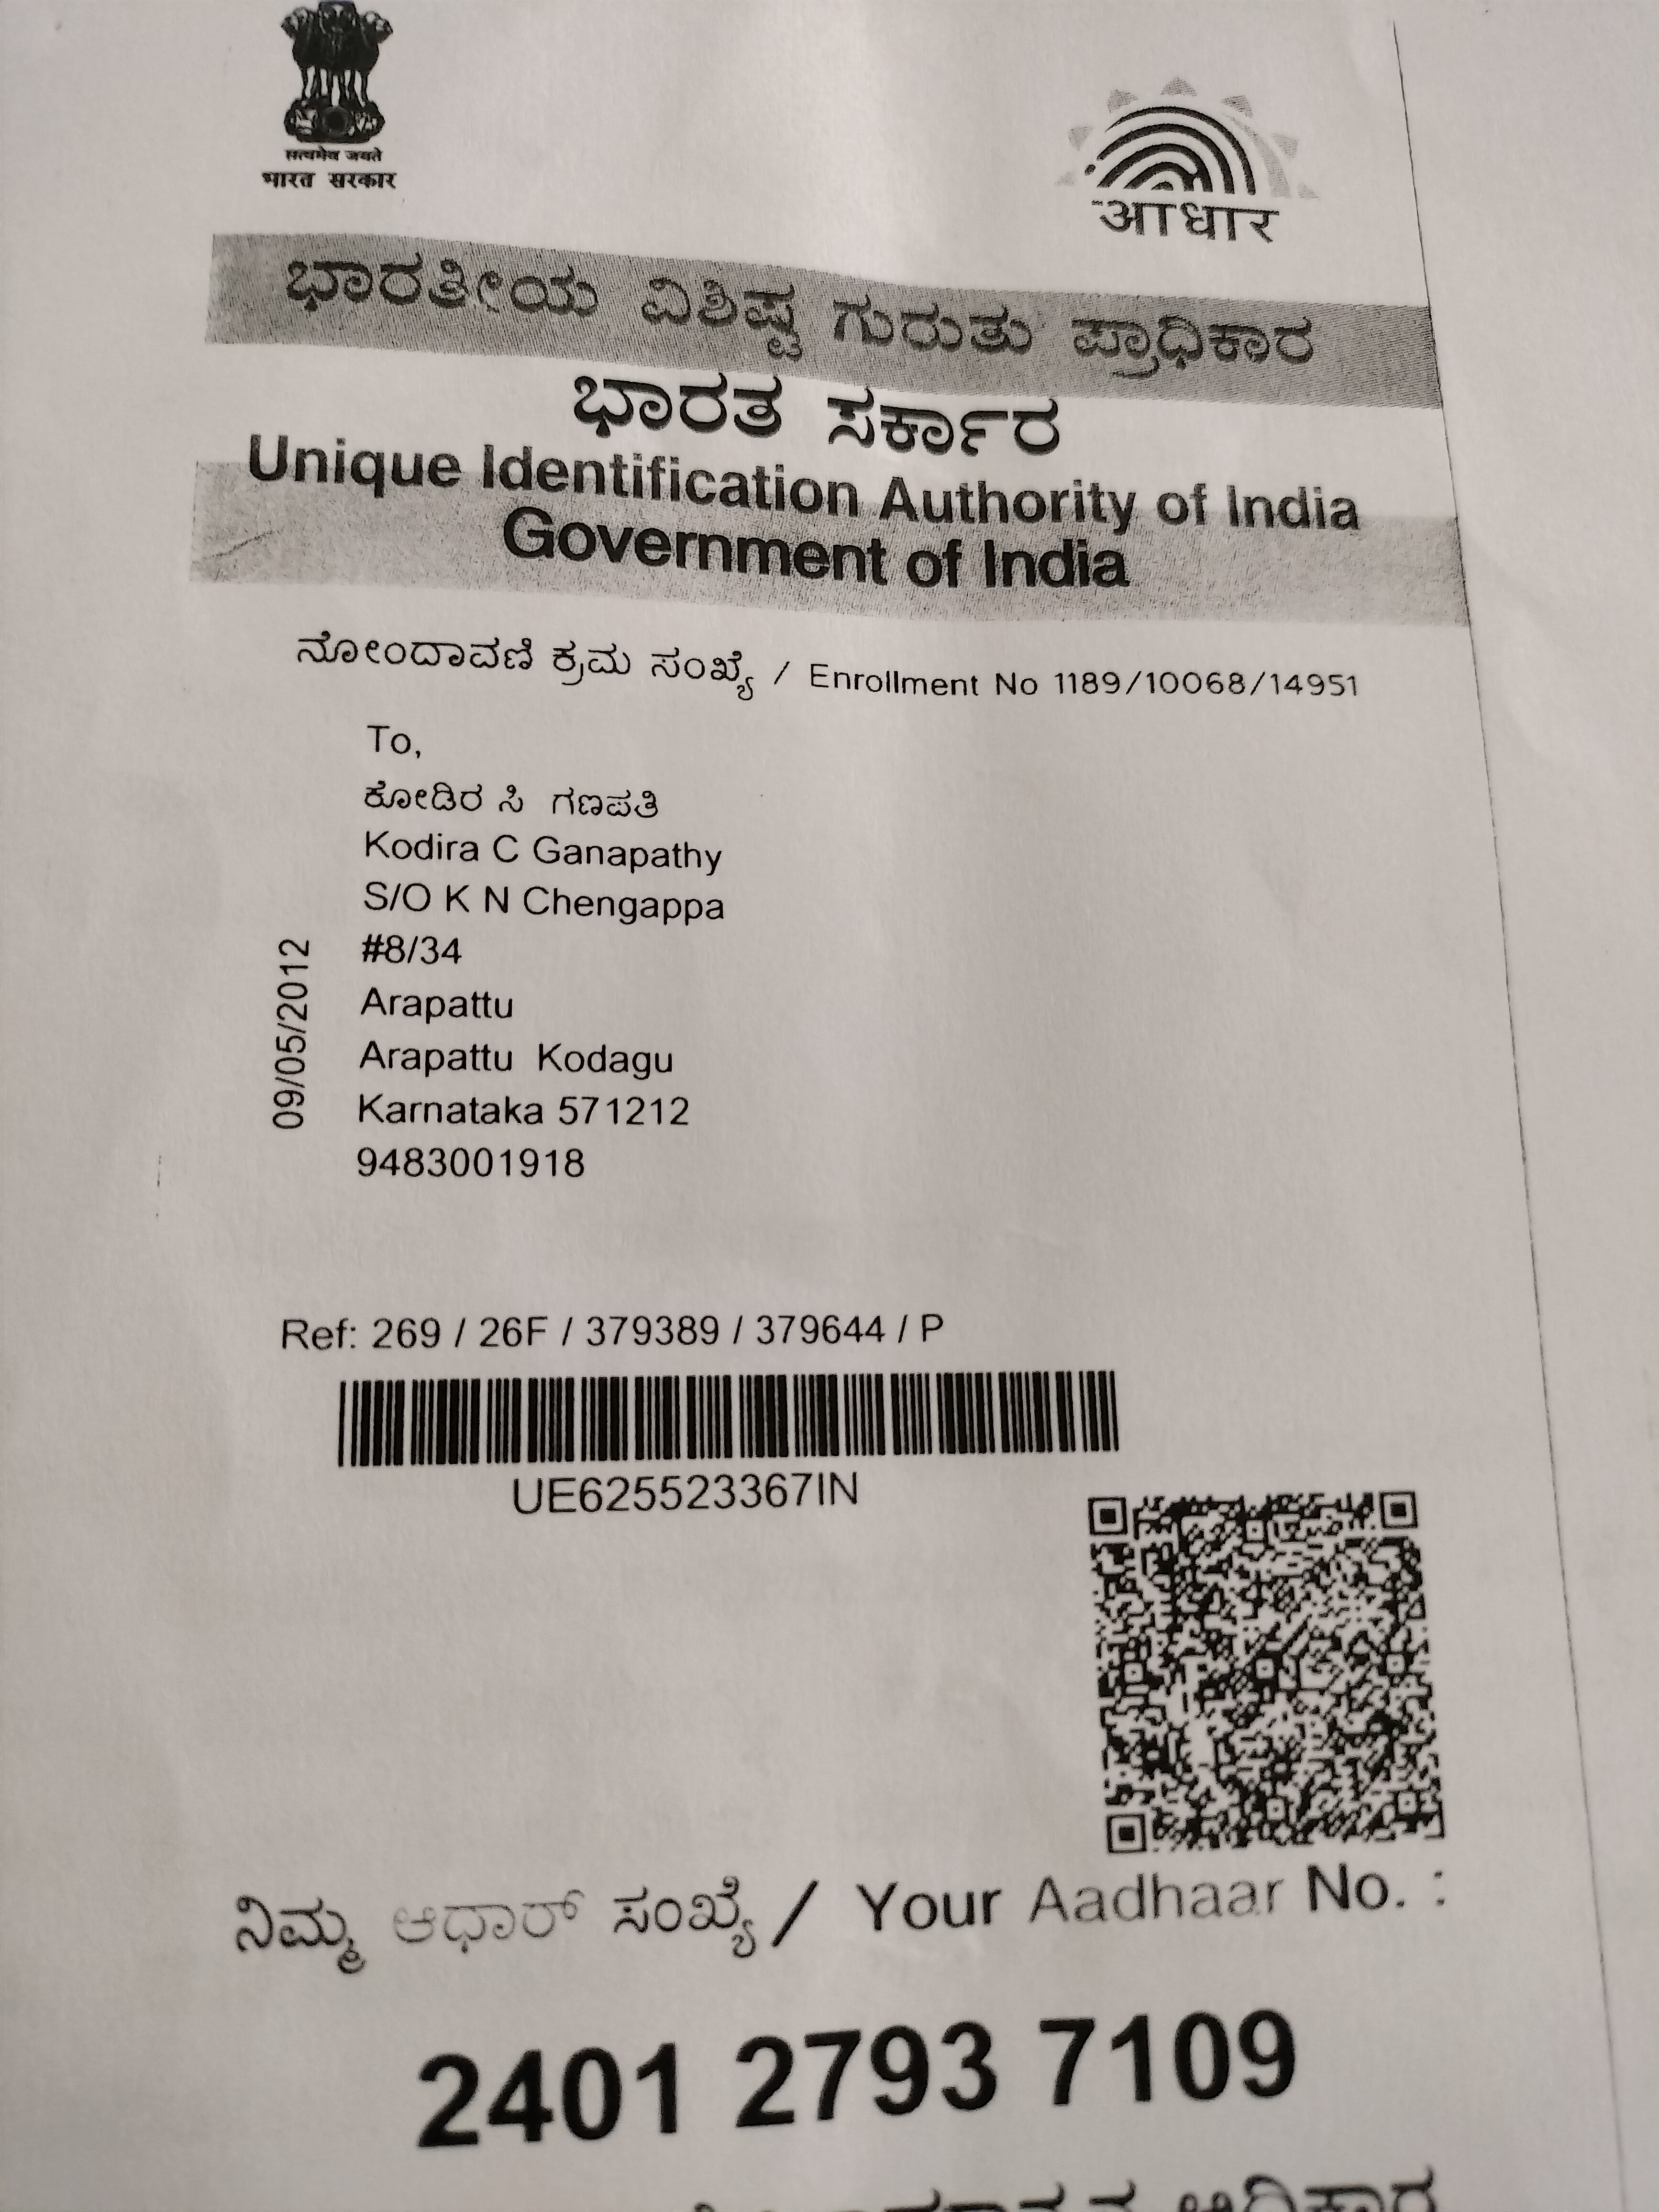 सत्यमेव जयते
भारत सरकार
आधार
ಭಾರತೀಯ ವಿಶಿಷ್ಟ ಗುರುತು ಪ್ರಾಧಿಕಾರ
ಭಾರತ ಸರ್ಕಾರ
Unique Identification Authority of India
Government of India
ನೋಂದಾವಣಿ ಕ್ರಮ ಸಂಖ್ಯೆ / Enrollment No 1189/10068/14951
To,
ಕೋಡಿರ ಸಿ ಗಣಪತಿ
Kodira C Ganapathy
S/O K N Chengappa
#8/34
Arapattu
Arapattu Kodagu
Karnataka 571212
9483001918
09/05/2012
Ref: 269 / 26F / 379389 / 379644 / P
UE625523367IN
ನಿಮ್ಮ ಆಧಾರ್ ಸಂಖ್ಯೆ / Your Aadhaar No. :
2401 2793 7109